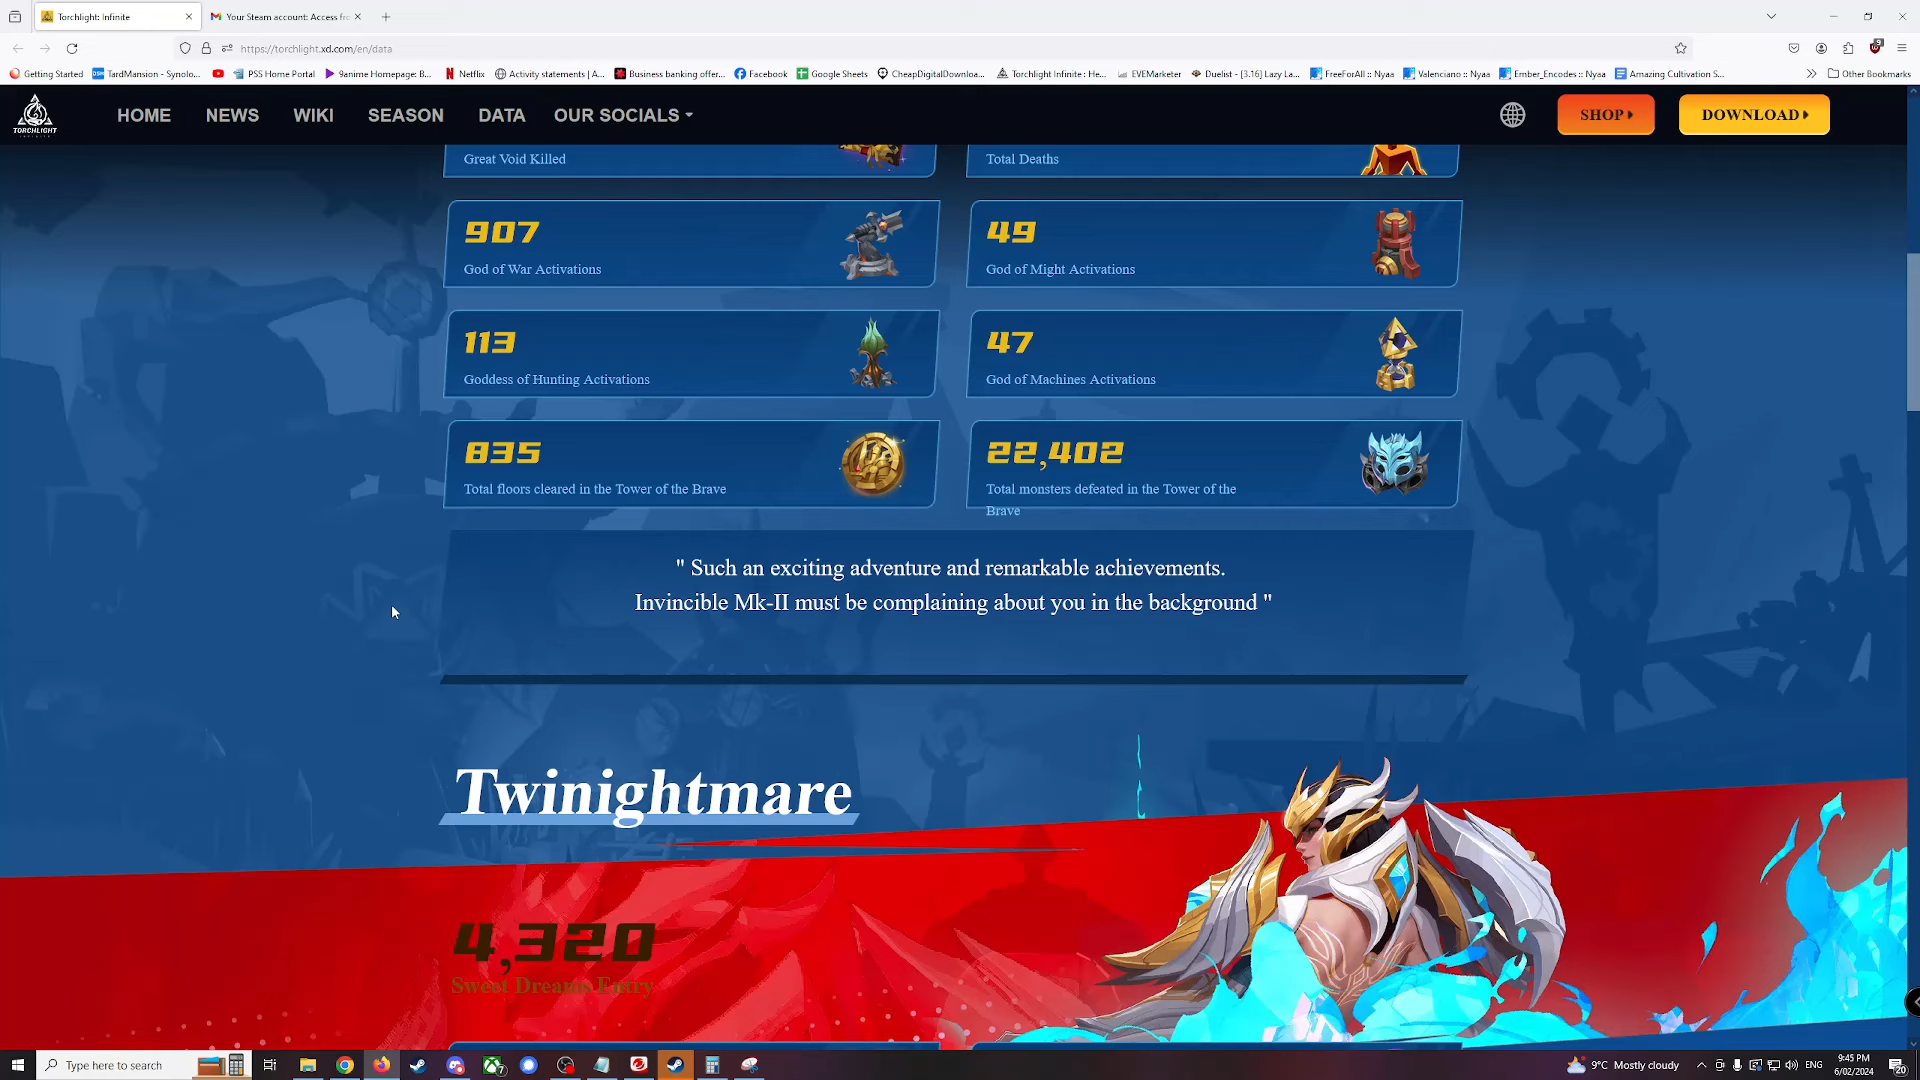 Torchlight: Infinite
Your Steam account: Access fro
https://torchlight.xd.com/en/data
Getting Started
TardMansion - Synolo...
PSS Home Portal
9anime Homepage: B...
Netflix
Activity statements | A...
Business banking offer...
Facebook
Google Sheets
CheapDigitalDownloa...
Torchlight Infinite : He...
EVEMarketer
Duelist - [3.16] Lazy La...
FreeForAll :: Nyaa
Valenciano :: Nyaa
Ember_Encodes :: Nyaa
Amazing Cultivation S...
Other Bookmarks
TORCHLIGHT
INFINITE
HOME
NEWS
WIKI
SEASON
DATA
OUR SOCIALS
SHOP
DOWNLOAD
Great Void Killed
Total Deaths
907
God of War Activations
49
God of Might Activations
113
Goddess of Hunting Activations
47
God of Machines Activations
835
Total floors cleared in the Tower of the Brave
22,402
Total monsters defeated in the Tower of the
Brave
" Such an exciting adventure and remarkable achievements.
Invincible Mk-II must be complaining about you in the background "
Twinightmare
4,320
Sweet Dreams Entry
Type here to search
9°C Mostly cloudy
ENG
9:45 PM
6/02/2024
20